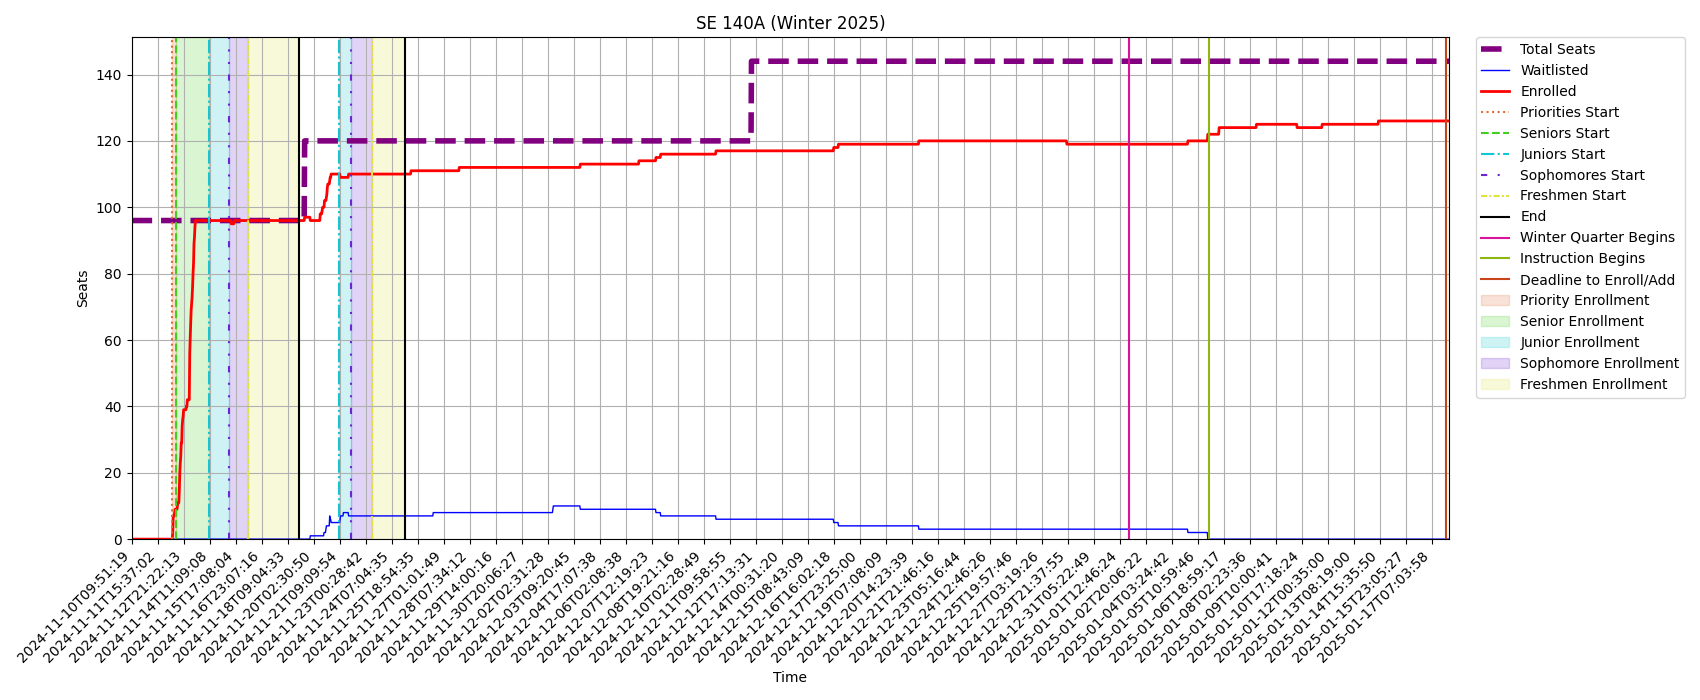 SE 140A (Winter 2025)
Seats
140
120
100
80
60
40
20
0
2024-11-10T09:51:19
2024-11-11T15:37:02
2024-11-12T21:22:13
2024-11-14T11:09:08
2024-11-15T17:08:04
2024-11-16T23:07:16
2024-11-18T09:04:33
2024-11-20T02:30:50
2024-11-21T09:09:54
2024-11-23T00:28:42
2024-11-24T07:04:35
2024-11-25T18:54:35
2024-11-27T01:01:49
2024-11-28T07:34:12
2024-11-29T14:00:16
2024-11-30T20:06:27
2024-12-02T02:31:28
2024-12-03T09:20:45
2024-12-04T17:07:38
2024-12-06T02:08:38
2024-12-07T12:19:23
2024-12-08T19:21:16
2024-12-10T02:28:49
2024-12-11T09:58:55
2024-12-12T17:13:31
2024-12-14T00:31:20
2024-12-15T08:43:09
2024-12-16T16:02:18
2024-12-17T23:25:00
2024-12-19T07:08:09
2024-12-20T14:23:39
2024-12-21T21:46:16
2024-12-23T05:16:44
2024-12-24T12:46:26
2024-12-25T19:57:46
2024-12-27T03:19:26
2024-12-29T21:37:55
2024-12-31T05:22:49
2025-01-01T12:46:24
2025-01-02T20:06:22
2025-01-04T03:24:42
2025-01-05T10:59:46
2025-01-06T18:59:17
2025-01-08T02:23:36
2025-01-09T10:00:41
2025-01-10T17:18:24
2025-01-12T00:35:00
2025-01-13T08:19:00
2025-01-14T15:35:50
2025-01-15T23:05:27
2025-01-17T07:03:58
Time
Total Seats
Waitlisted
Enrolled
Priorities Start
Seniors Start
Juniors Start
Sophomores Start
Freshmen Start
End
Winter Quarter Begins
Instruction Begins
Deadline to Enroll/Add
Priority Enrollment
Senior Enrollment
Junior Enrollment
Sophomore Enrollment
Freshmen Enrollment